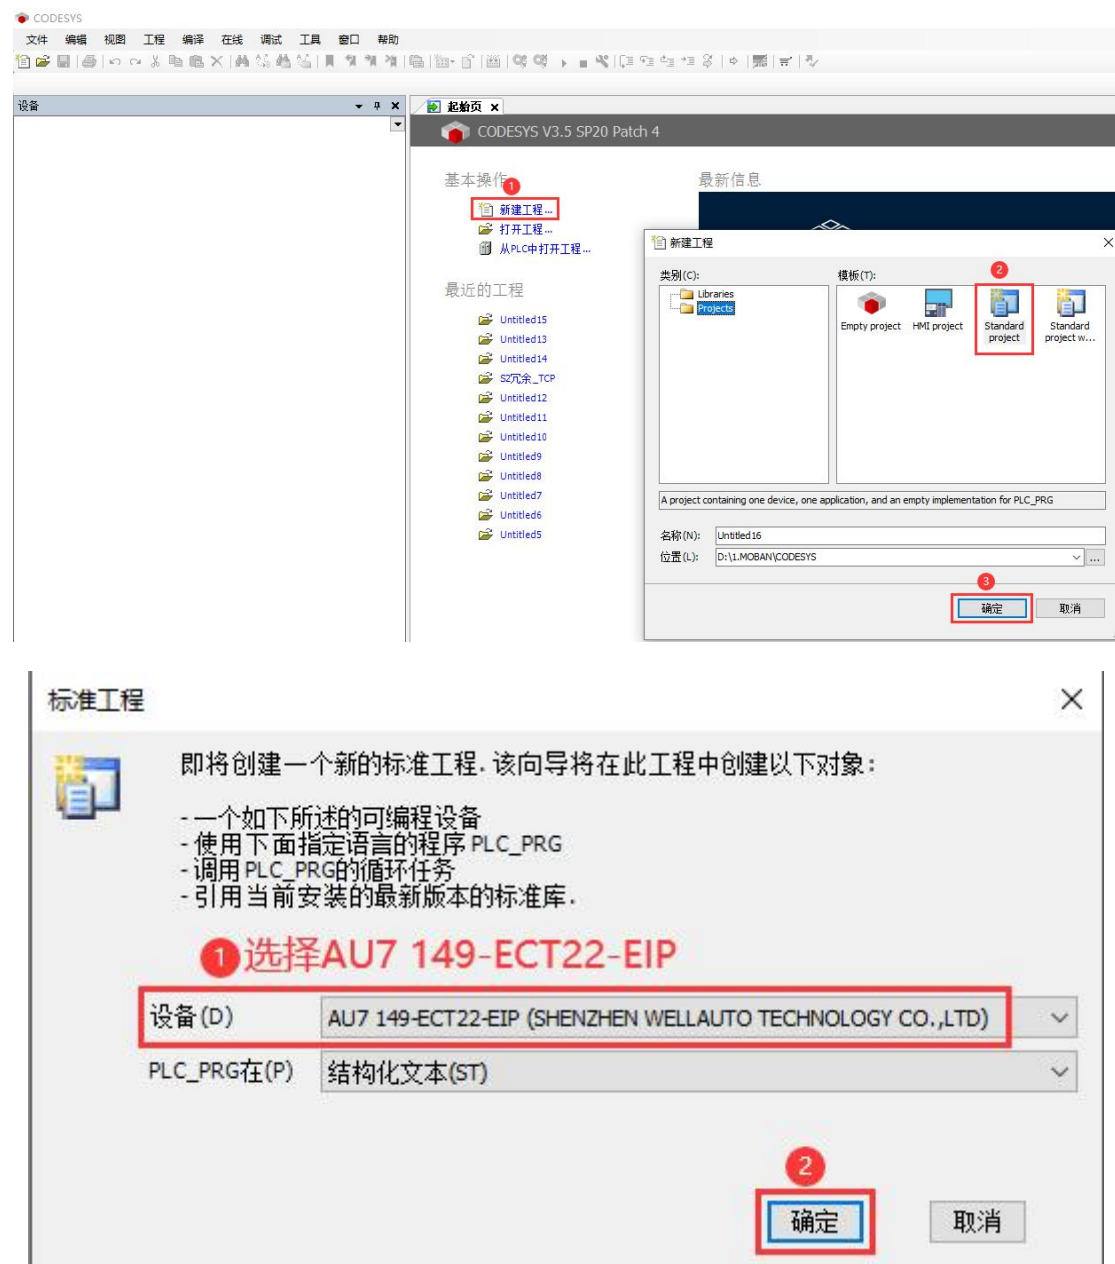 CODESYS
文件 编辑 视图 工程 编译 在线 调试 工具 窗口 帮助
设备
起始页
CODESYS V3.5 SP20 Patch 4
基本操作
1
新建工程...
打开工程...
从PLC中打开工程...
最近的工程
Untitled15
Untitled13
Untitled14
S2冗余_TCP
Untitled12
Untitled11
Untitled10
Untitled9
Untitled8
Untitled7
Untitled6
Untitled5
最新信息
新建工程
类别(C):
Libraries
Projects
模板(T):
2
Empty project
HMI project
Standard project
Standard project w...
A project containing one device, one application, and an empty implementation for PLC_PRG
名称(N): Untitled16
位置(L): D:\1.MOBAN\CODESYS
...
3
确定 取消
标准工程
即将创建一个新的标准工程. 该向导将在此工程中创建以下对象:
- 一个如下所述的可编程设备
- 使用下面指定语言的程序 PLC_PRG
- 调用 PLC_PRG的循环任务
- 引用当前安装的最新版本的标准库.
1 选择AU7 149-ECT22-EIP
设备(D) AU7 149-ECT22-EIP (SHENZHEN WELLAUTO TECHNOLOGY CO.,LTD)
PLC_PRG在(P) 结构化文本(ST)
2
确定 取消